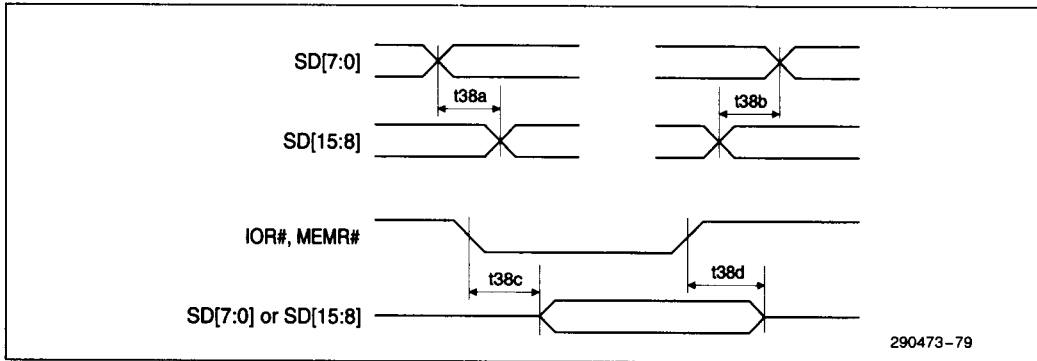 SD[7:0]
t38a
t38b
SD[15:8]
IOR#, MEMR#
t38c
t38d
SD[7:0] or SD[15:8]
290473-79